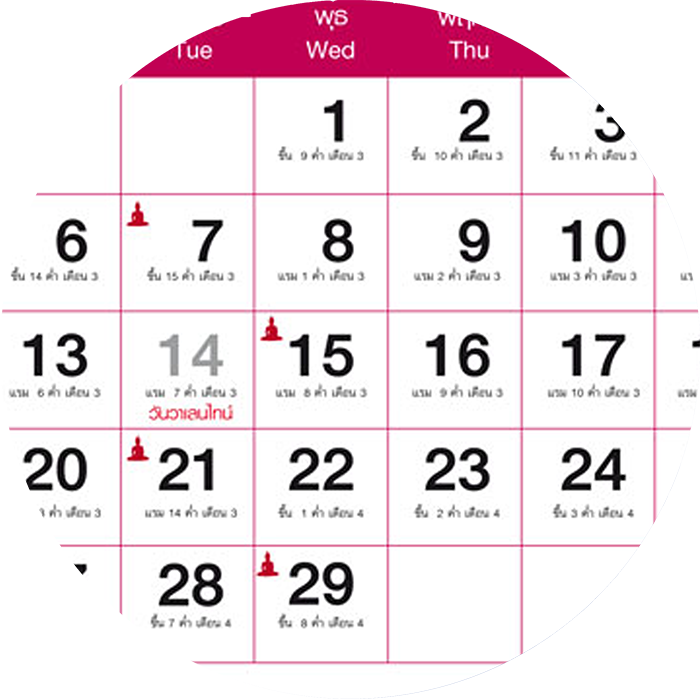 พุธ
Tue Wed Thu
1 2 3
ขึ้น 9 ค่ำ เดือน 3 ขึ้น 10 ค่ำ เดือน 3 ขึ้น 11 ค่ำ เดือน 3
6 7 8 9 10
ขึ้น 14 ค่ำ เดือน 3 ขึ้น 15 ค่ำ เดือน 3 แรม 1 ค่ำ เดือน 3 แรม 2 ค่ำ เดือน 3 แรม 3 ค่ำ เดือน 3
13 14 15 16 17
แรม 6 ค่ำ เดือน 3 แรม 7 ค่ำ เดือน 3 แรม 8 ค่ำ เดือน 3 แรม 9 ค่ำ เดือน 3 แรม 10 ค่ำ เดือน 3 แรม
วันวาเลนไทน์
20 21 22 23 24
ค่ำ เดือน 3 แรม 14 ค่ำ เดือน 3 ขึ้น 1 ค่ำ เดือน 4 ขึ้น 2 ค่ำ เดือน 4 ขึ้น 3 ค่ำ เดือน 4
28 29
ขึ้น 7 ค่ำ เดือน 4 ขึ้น 8 ค่ำ เดือน 4